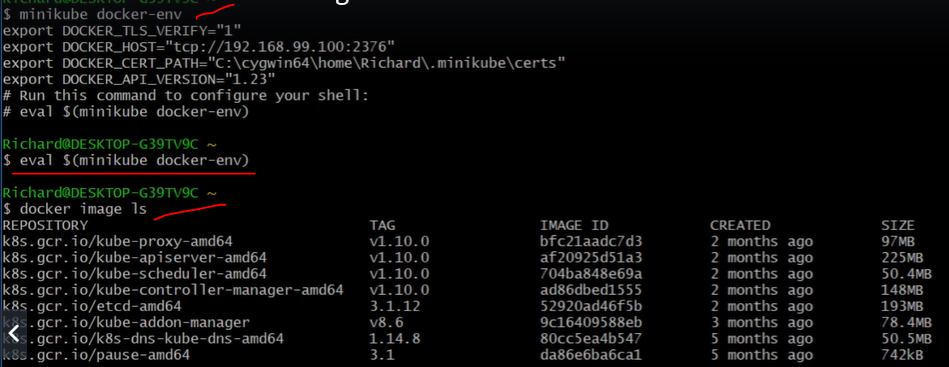 $ minikube docker-env
export DOCKER_TLS_VERIFY="1"
export DOCKER_HOST="tcp://192.168.99.100:2376"
export DOCKER_CERT_PATH="C:\cygwin64\home\Richard\.minikube\certs"
export DOCKER_API_VERSION="1.23"
# Run this command to configure your shell:
# eval $(minikube docker-env)
Richard@DESKTOP-G39TV9C ~
$ eval $(minikube docker-env)
Richard@DESKTOP-G39TV9C ~
$ docker image ls
REPOSITORY TAG IMAGE ID CREATED SIZE
k8s.gcr.io/kube-proxy-amd64 v1.10.0 bfc21aadc7d3 2 months ago 97MB
k8s.gcr.io/kube-apiserver-amd64 v1.10.0 af20925d51a3 2 months ago 225MB
k8s.gcr.io/kube-scheduler-amd64 v1.10.0 704ba848e69a 2 months ago 50.4MB
k8s.gcr.io/kube-controller-manager-amd64 v1.10.0 ad86dbed1555 2 months ago 148MB
k8s.gcr.io/etcd-amd64 3.1.12 52920ad46f5b 2 months ago 193MB
k8s.gcr.io/kube-addon-manager v8.6 9c16409588eb 3 months ago 78.4MB
k8s.gcr.io/k8s-dns-kube-dns-amd64 1.14.8 80cc5ea4b547 5 months ago 50.5MB
k8s.gcr.io/pause-amd64 3.1 da86e6ba6ca1 5 months ago 742kB